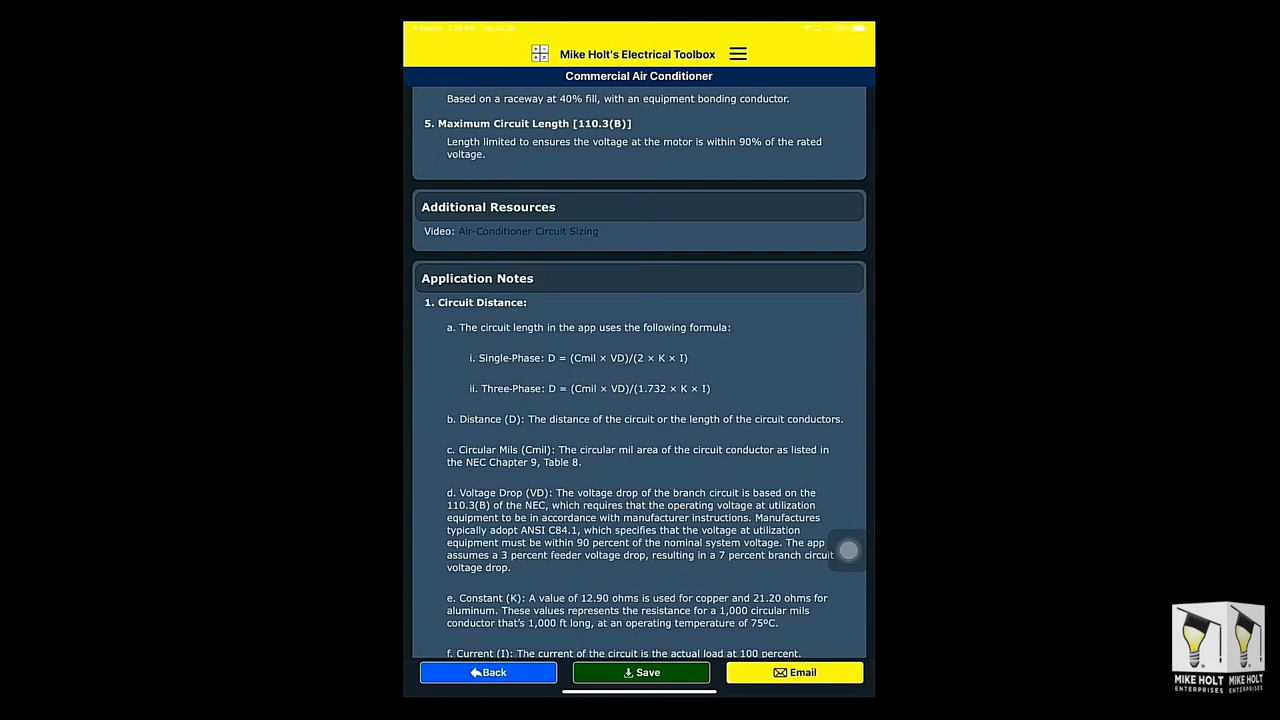 Mike Holt's Electrical Toolbox
Commercial Air Conditioner
Based on a raceway at 40% fill, with an equipment bonding conductor.
5. Maximum Circuit Length [110.3(B)]
Length limited to ensures the voltage at the motor is within 90% of the rated
voltage.
Additional Resources
Video: Air-Conditioner Circuit Sizing
Application Notes
1. Circuit Distance:
a. The circuit length in the app uses the following formula:
i. Single-Phase: D = (Cmil × VD)/(2 × K × I)
ii. Three-Phase: D = (Cmil × VD)/(1.732 × K × I)
b. Distance (D): The distance of the circuit or the length of the circuit conductors.
c. Circular Mils (Cmil): The circular mil area of the circuit conductor as listed in
the NEC Chapter 9, Table 8.
d. Voltage Drop (VD): The voltage drop of the branch circuit is based on the
110.3(B) of the NEC, which requires that the operating voltage at utilization
equipment to be in accordance with manufacturer instructions. Manufactures
typically adopt ANSI C84.1, which specifies that the voltage at utilization
equipment must be within 90 percent of the nominal system voltage. The app
assumes a 3 percent feeder voltage drop, resulting in a 7 percent branch circuit
voltage drop.
e. Constant (K): A value of 12.90 ohms is used for copper and 21.20 ohms for
aluminum. These values represents the resistance for a 1,000 circular mils
conductor that's 1,000 ft long, at an operating temperature of 75ºC.
f. Current (I): The current of the circuit is the actual load at 100 percent.
Back
Save
Email
MIKE HOLT
ENTERPRISES
MIKE HOLT
ENTERPRISES